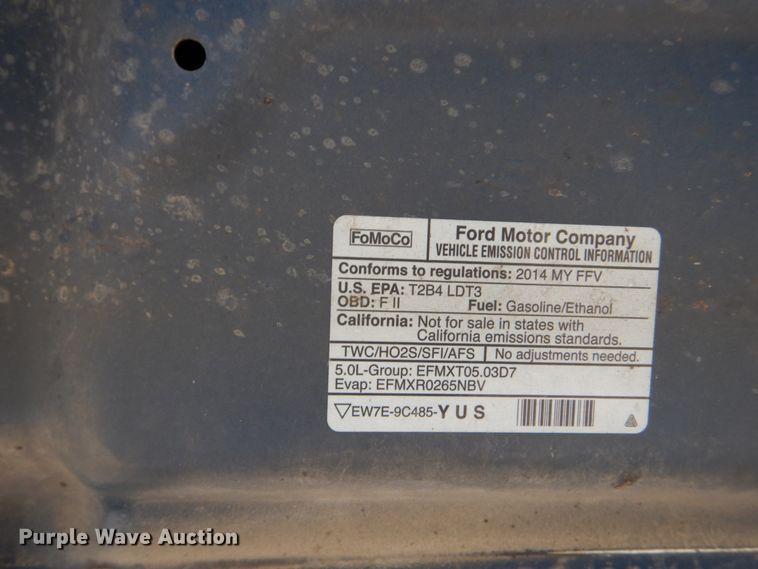 FoMoCo
Ford Motor Company
VEHICLE EMISSION CONTROL INFORMATION
Conforms to regulations: 2014 MY FFV
U.S. EPA: T2B4 LDT3
OBD: F II Fuel: Gasoline/Ethanol
California: Not for sale in states with
California emissions standards.
TWC/HO2S/SFI/AFS No adjustments needed.
5.0L-Group: EFMXT05.03D7
Evap: EFMXR0265NBV
EW7E-9C485-Y U S
Purple Wave Auction